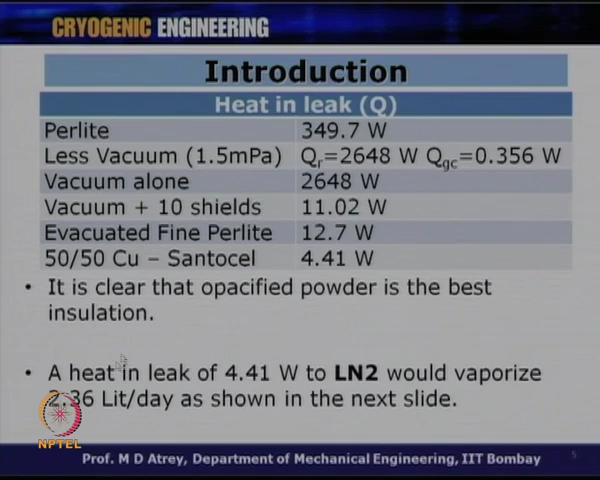 CRYOGENIC ENGINEERING
Introduction
Heat in leak (Q)
Perlite 349.7 W
Less Vacuum (1.5mPa) Qr=2648 W Qgc=0.356 W
Vacuum alone 2648 W
Vacuum + 10 shields 11.02 W
Evacuated Fine Perlite 12.7 W
50/50 Cu – Santocel 4.41 W
• It is clear that opacified powder is the best
insulation.
• A heat in leak of 4.41 W to LN2 would vaporize
2.36 Lit/day as shown in the next slide.
NPTEL
Prof. M D Atrey, Department of Mechanical Engineering, IIT Bombay 5